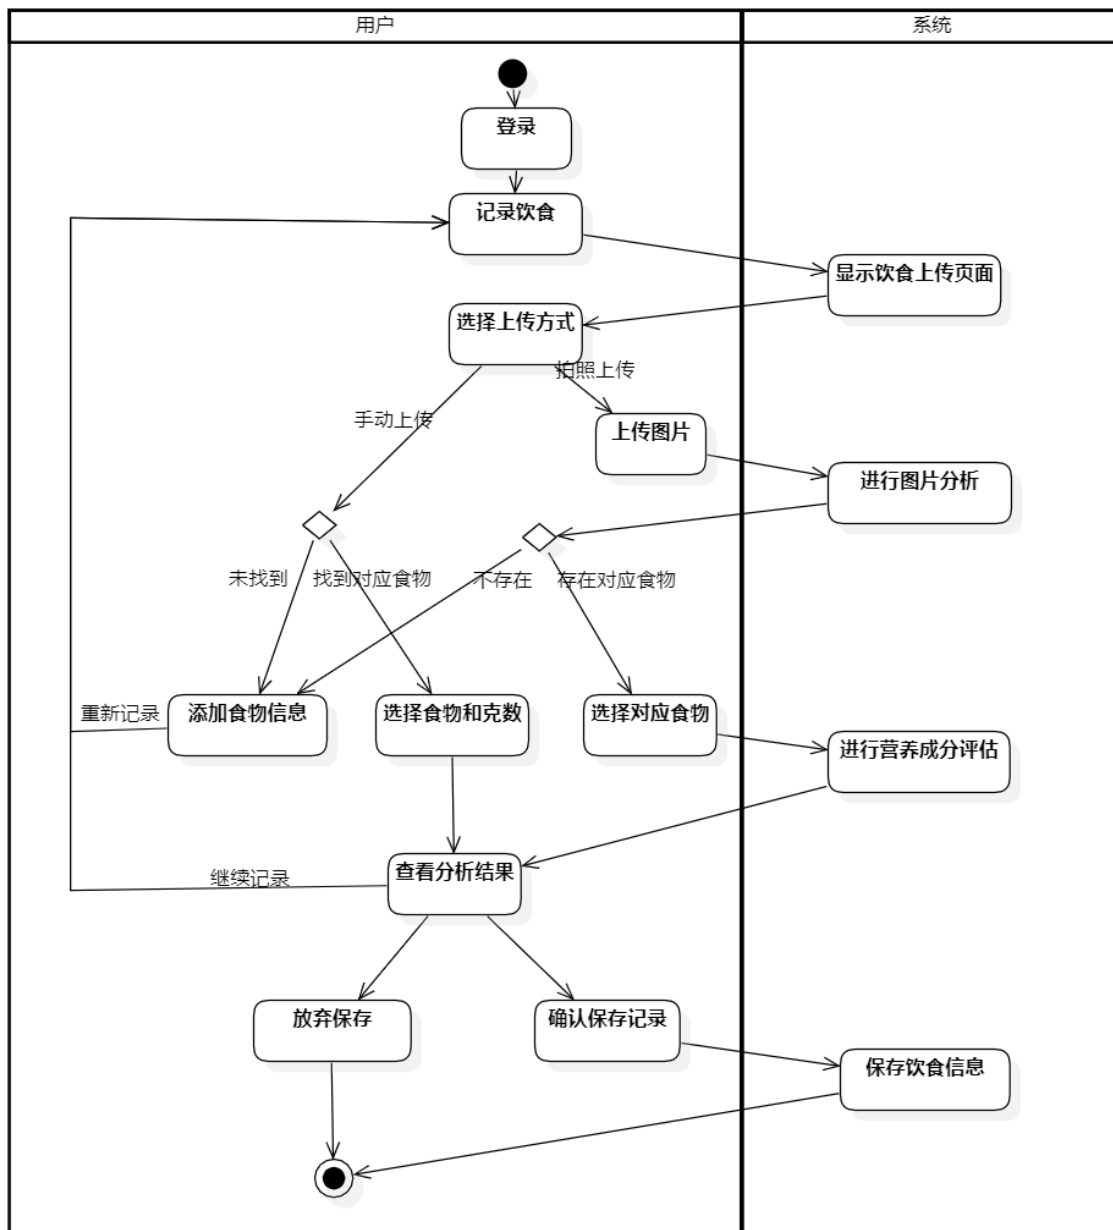 用户
系统
登录
记录饮食
显示饮食上传页面
选择上传方式
拍照上传
手动上传
上传图片
进行图片分析
未找到
找到对应食物
不存在
存在对应食物
重新记录
添加食物信息
选择食物和克数
选择对应食物
进行营养成分评估
查看分析结果
继续记录
放弃保存
确认保存记录
保存饮食信息